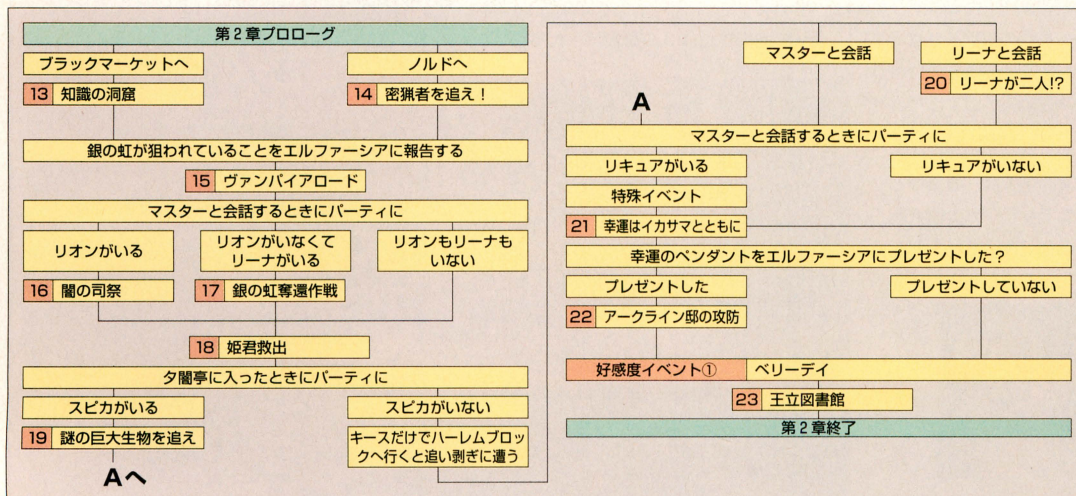 第2章プロローグ
ブラックマーケットへ
ノルドへ
13 知識の洞窟
14 密猟者を追え！
銀の虹が狙われていることをエルファーシアに報告する
15 ヴァンパイアロード
マスターと会話するときにパーティに
リオンがいる
リオンがいなくて
リーナがいる
リオンもリーナも
いない
16 闇の司祭
17 銀の虹奪還作戦
18 姫君救出
夕闇亭に入ったときにパーティに
スピカがいる
スピカがいない
19 謎の巨大生物を追え
キースだけでハーレムブロッ
クへ行くと追い剥ぎに遭う
Aへ
マスターと会話
リーナと会話
20 リーナが二人!?
A
マスターと会話するときにパーティに
リキュアがいる
リキュアがいない
特殊イベント
21 幸運はイカサマとともに
幸運のペンダントをエルファーシアにプレゼントした？
プレゼントした
プレゼントしていない
22 アークライン邸の攻防
好感度イベント① ベリーデイ
23 王立図書館
第2章終了